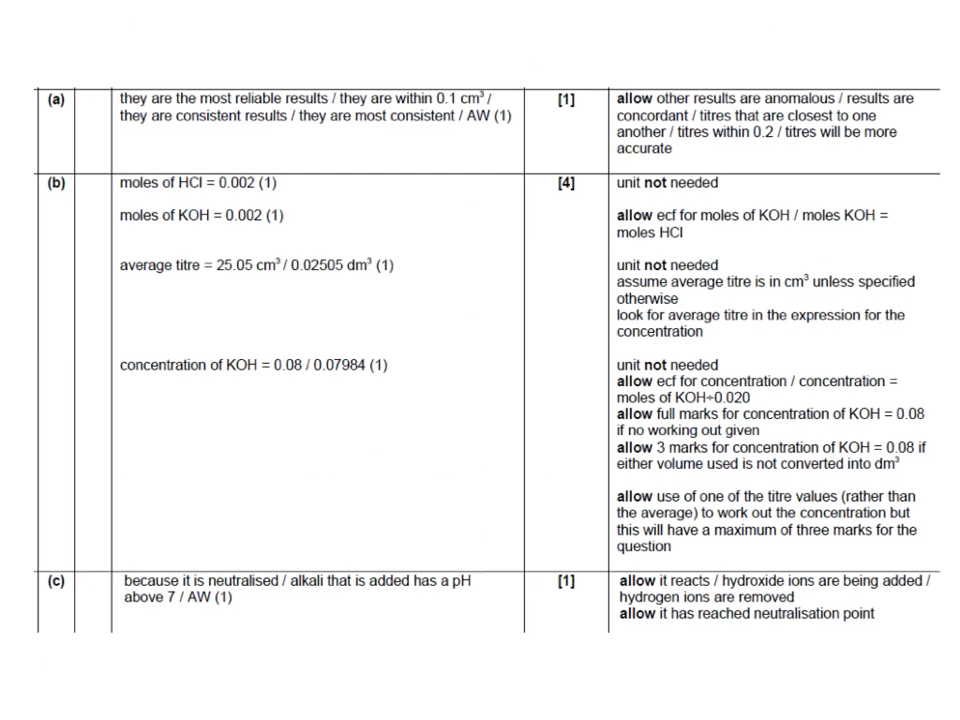 (a)
they are the most reliable results / they are within 0.1 cm³ /
they are consistent results / they are most consistent / AW (1)
[1]
allow other results are anomalous / results are
concordant / titres that are closest to one
another / titres within 0.2 / titres will be more
accurate
(b)
moles of HCl = 0.002 (1)
[4]
unit not needed
moles of KOH = 0.002 (1)
allow ecf for moles of KOH / moles KOH =
moles HCl
average titre = 25.05 cm³ / 0.02505 dm³ (1)
unit not needed
assume average titre is in cm³ unless specified
otherwise
look for average titre in the expression for the
concentration
concentration of KOH = 0.08 / 0.07984 (1)
unit not needed
allow ecf for concentration / concentration =
moles of KOH÷0.020
allow full marks for concentration of KOH = 0.08
if no working out given
allow 3 marks for concentration of KOH = 0.08 if
either volume used is not converted into dm³
allow use of one of the titre values (rather than
the average) to work out the concentration but
this will have a maximum of three marks for the
question
(c)
because it is neutralised / alkali that is added has a pH
above 7 / AW (1)
[1]
allow it reacts / hydroxide ions are being added /
hydrogen ions are removed
allow it has reached neutralisation point